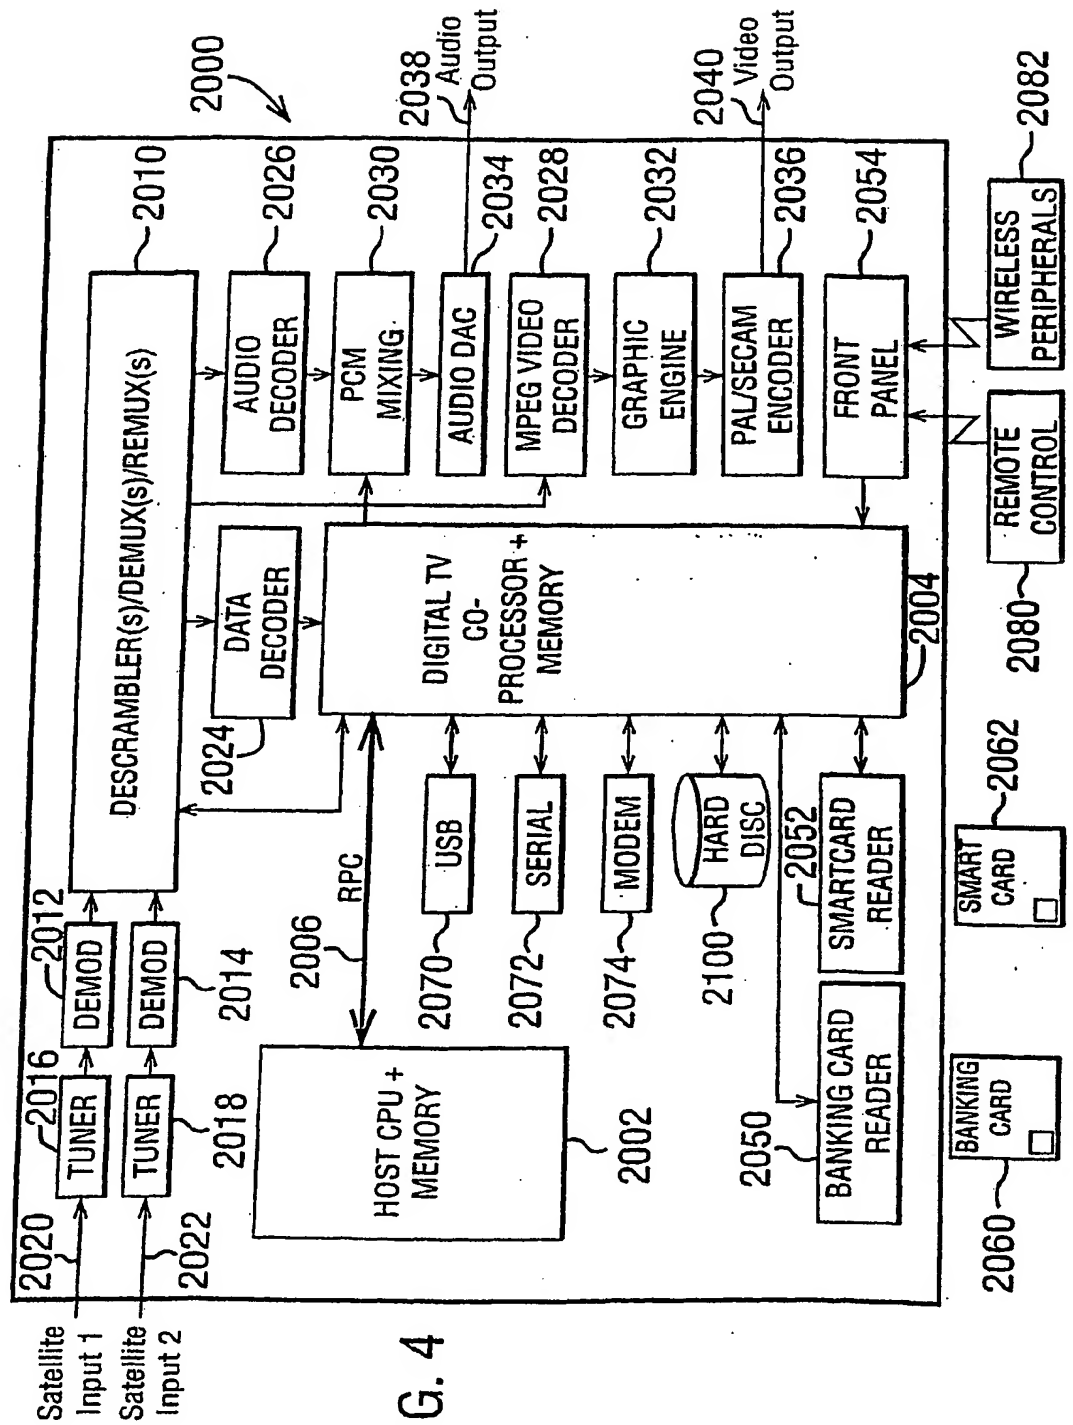 2000
2010
DESCRAMBLER(s)/DEMUX(s)/REMUX(s)
Satellite
Input 1
2020
TUNER
2016
DEMOD
2012
Satellite
Input 2
2022
TUNER
2018
DEMOD
2014
DATA
DECODER
2024
AUDIO
DECODER
2026
PCM
MIXING
2030
AUDIO DAC
2034
2038
Audio
Output
MPEG VIDEO
DECODER
2028
GRAPHIC
ENGINE
2032
PAL/SECAM
ENCODER
2036
2040
Video
Output
FRONT
PANEL
2054
HOST CPU +
MEMORY
2002
RPC
2006
DIGITAL TV
CO-
PROCESSOR +
MEMORY
2004
USB
2070
SERIAL
2072
MODEM
2074
HARD
DISC
2100
SMARTCARD
READER
2052
BANKING CARD
READER
2050
BANKING
CARD
2060
SMART
CARD
2062
REMOTE
CONTROL
2080
WIRELESS
PERIPHERALS
2082
G. 4